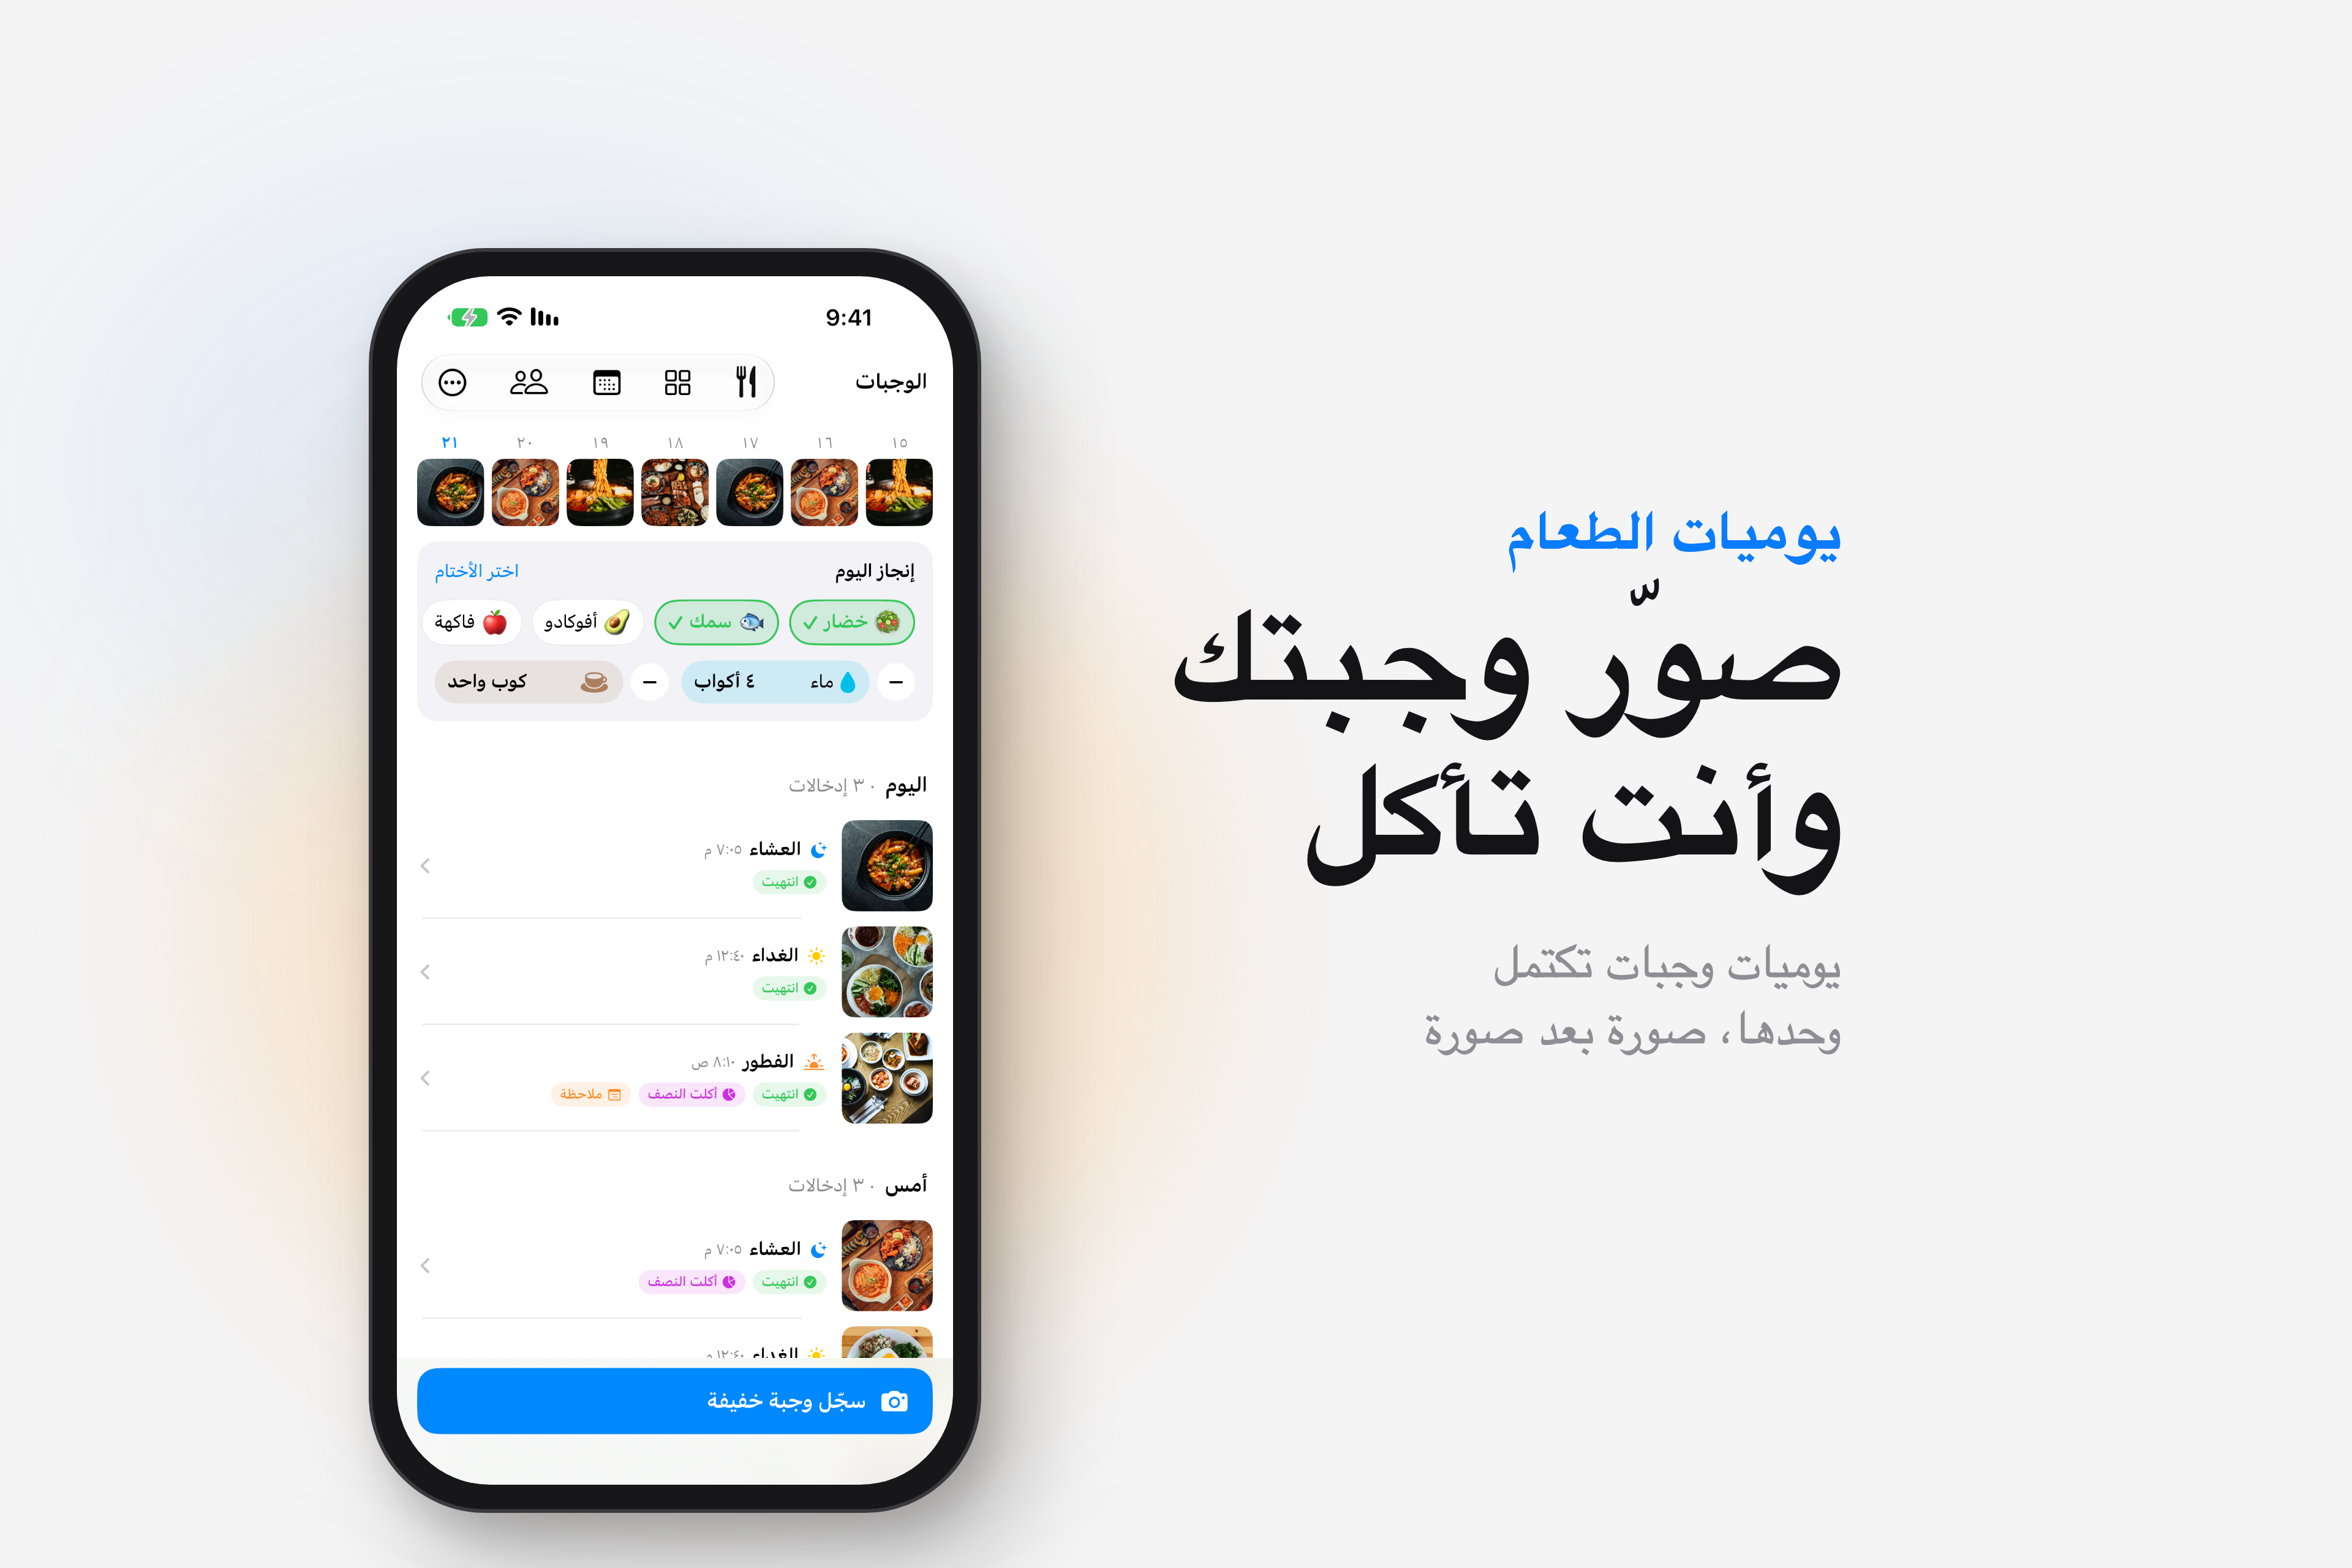 يوميات الطعام
صوّر وجبتك
وأنت تأكل
يوميات وجبات تكتمل
وحدها، صورة بعد صورة
9:41
الوجبات
١٥ ١٦ ١٧ ١٨ ١٩ ٢٠ ٢١
إنجاز اليوم اختر الأختام
خضار سمك أفوكادو فاكهة
ماء ٤ أكواب كوب واحد
اليوم · ٣ إدخالات
العشاء ٧:٠٥ م
انتهيت
الغداء ١٢:٤٠ م
انتهيت
الفطور ٨:١٠ ص
انتهيت أكلت النصف ملاحظة
أمس · ٣ إدخالات
العشاء ٧:٠٥ م
انتهيت أكلت النصف
الغداء ١٢:٤٠ م
سجّل وجبة خفيفة